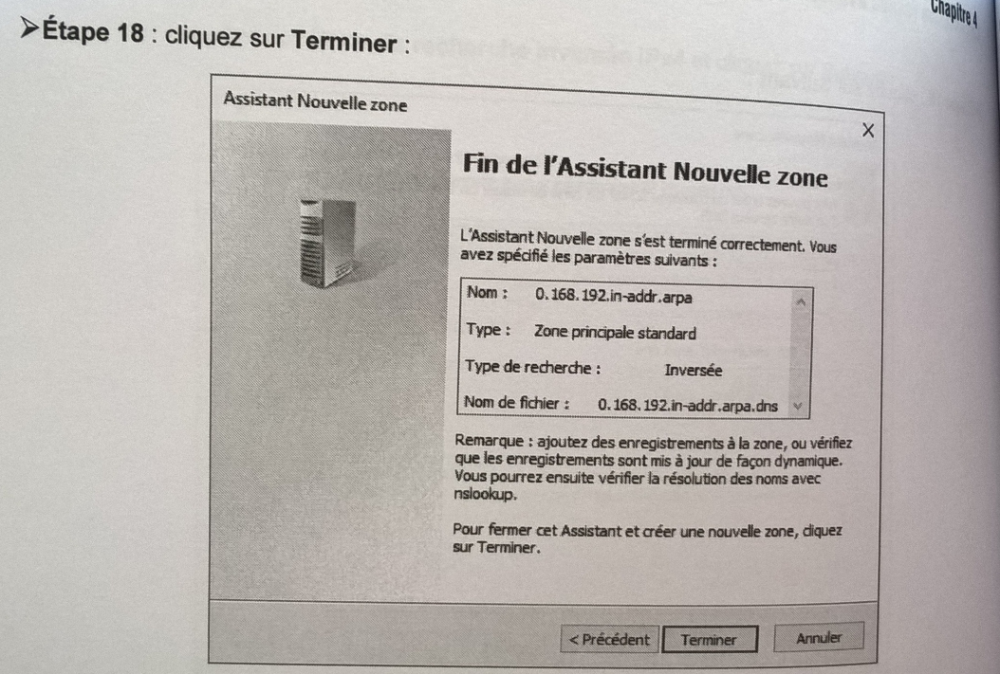 Chapitre 4
➤Étape 18 : cliquez sur Terminer :
Assistant Nouvelle zone
X
Fin de l'Assistant Nouvelle zone
L'Assistant Nouvelle zone s'est terminé correctement. Vous
avez spécifié les paramètres suivants :
Nom : 0.168.192.in-addr.arpa
Type : Zone principale standard
Type de recherche : Inversée
Nom de fichier : 0.168.192.in-addr.arpa.dns
Remarque : ajoutez des enregistrements à la zone, ou vérifiez
que les enregistrements sont mis à jour de façon dynamique.
Vous pourrez ensuite vérifier la résolution des noms avec
nslookup.
Pour fermer cet Assistant et créer une nouvelle zone, cliquez
sur Terminer.
< Précédent Terminer Annuler